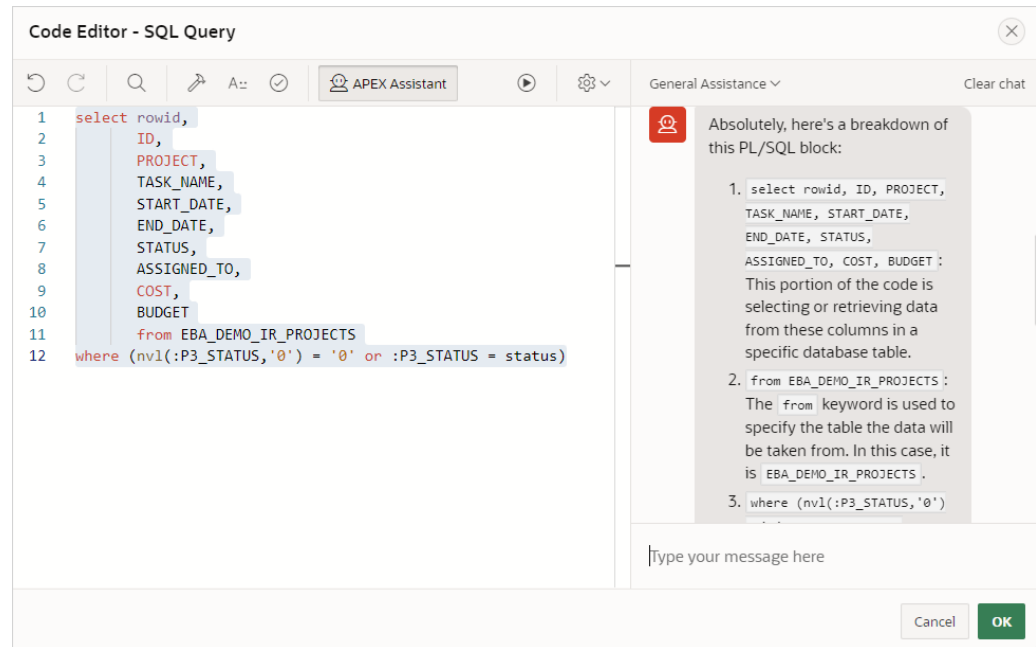 Code Editor - SQL Query
APEX Assistant
General Assistance
Clear chat
1 select rowid,
2 ID,
3 PROJECT,
4 TASK_NAME,
5 START_DATE,
6 END_DATE,
7 STATUS,
8 ASSIGNED_TO,
9 COST,
10 BUDGET
11 from EBA_DEMO_IR_PROJECTS
12 where (nvl(:P3_STATUS,'0') = '0' or :P3_STATUS = status)
Absolutely, here's a breakdown of
this PL/SQL block:
1. select rowid, ID, PROJECT,
TASK_NAME, START_DATE,
END_DATE, STATUS,
ASSIGNED_TO, COST, BUDGET :
This portion of the code is
selecting or retrieving data
from these columns in a
specific database table.
2. from EBA_DEMO_IR_PROJECTS :
The from keyword is used to
specify the table the data will
be taken from. In this case, it
is EBA_DEMO_IR_PROJECTS .
3. where (nvl(:P3_STATUS,'0')
Type your message here
Cancel
OK